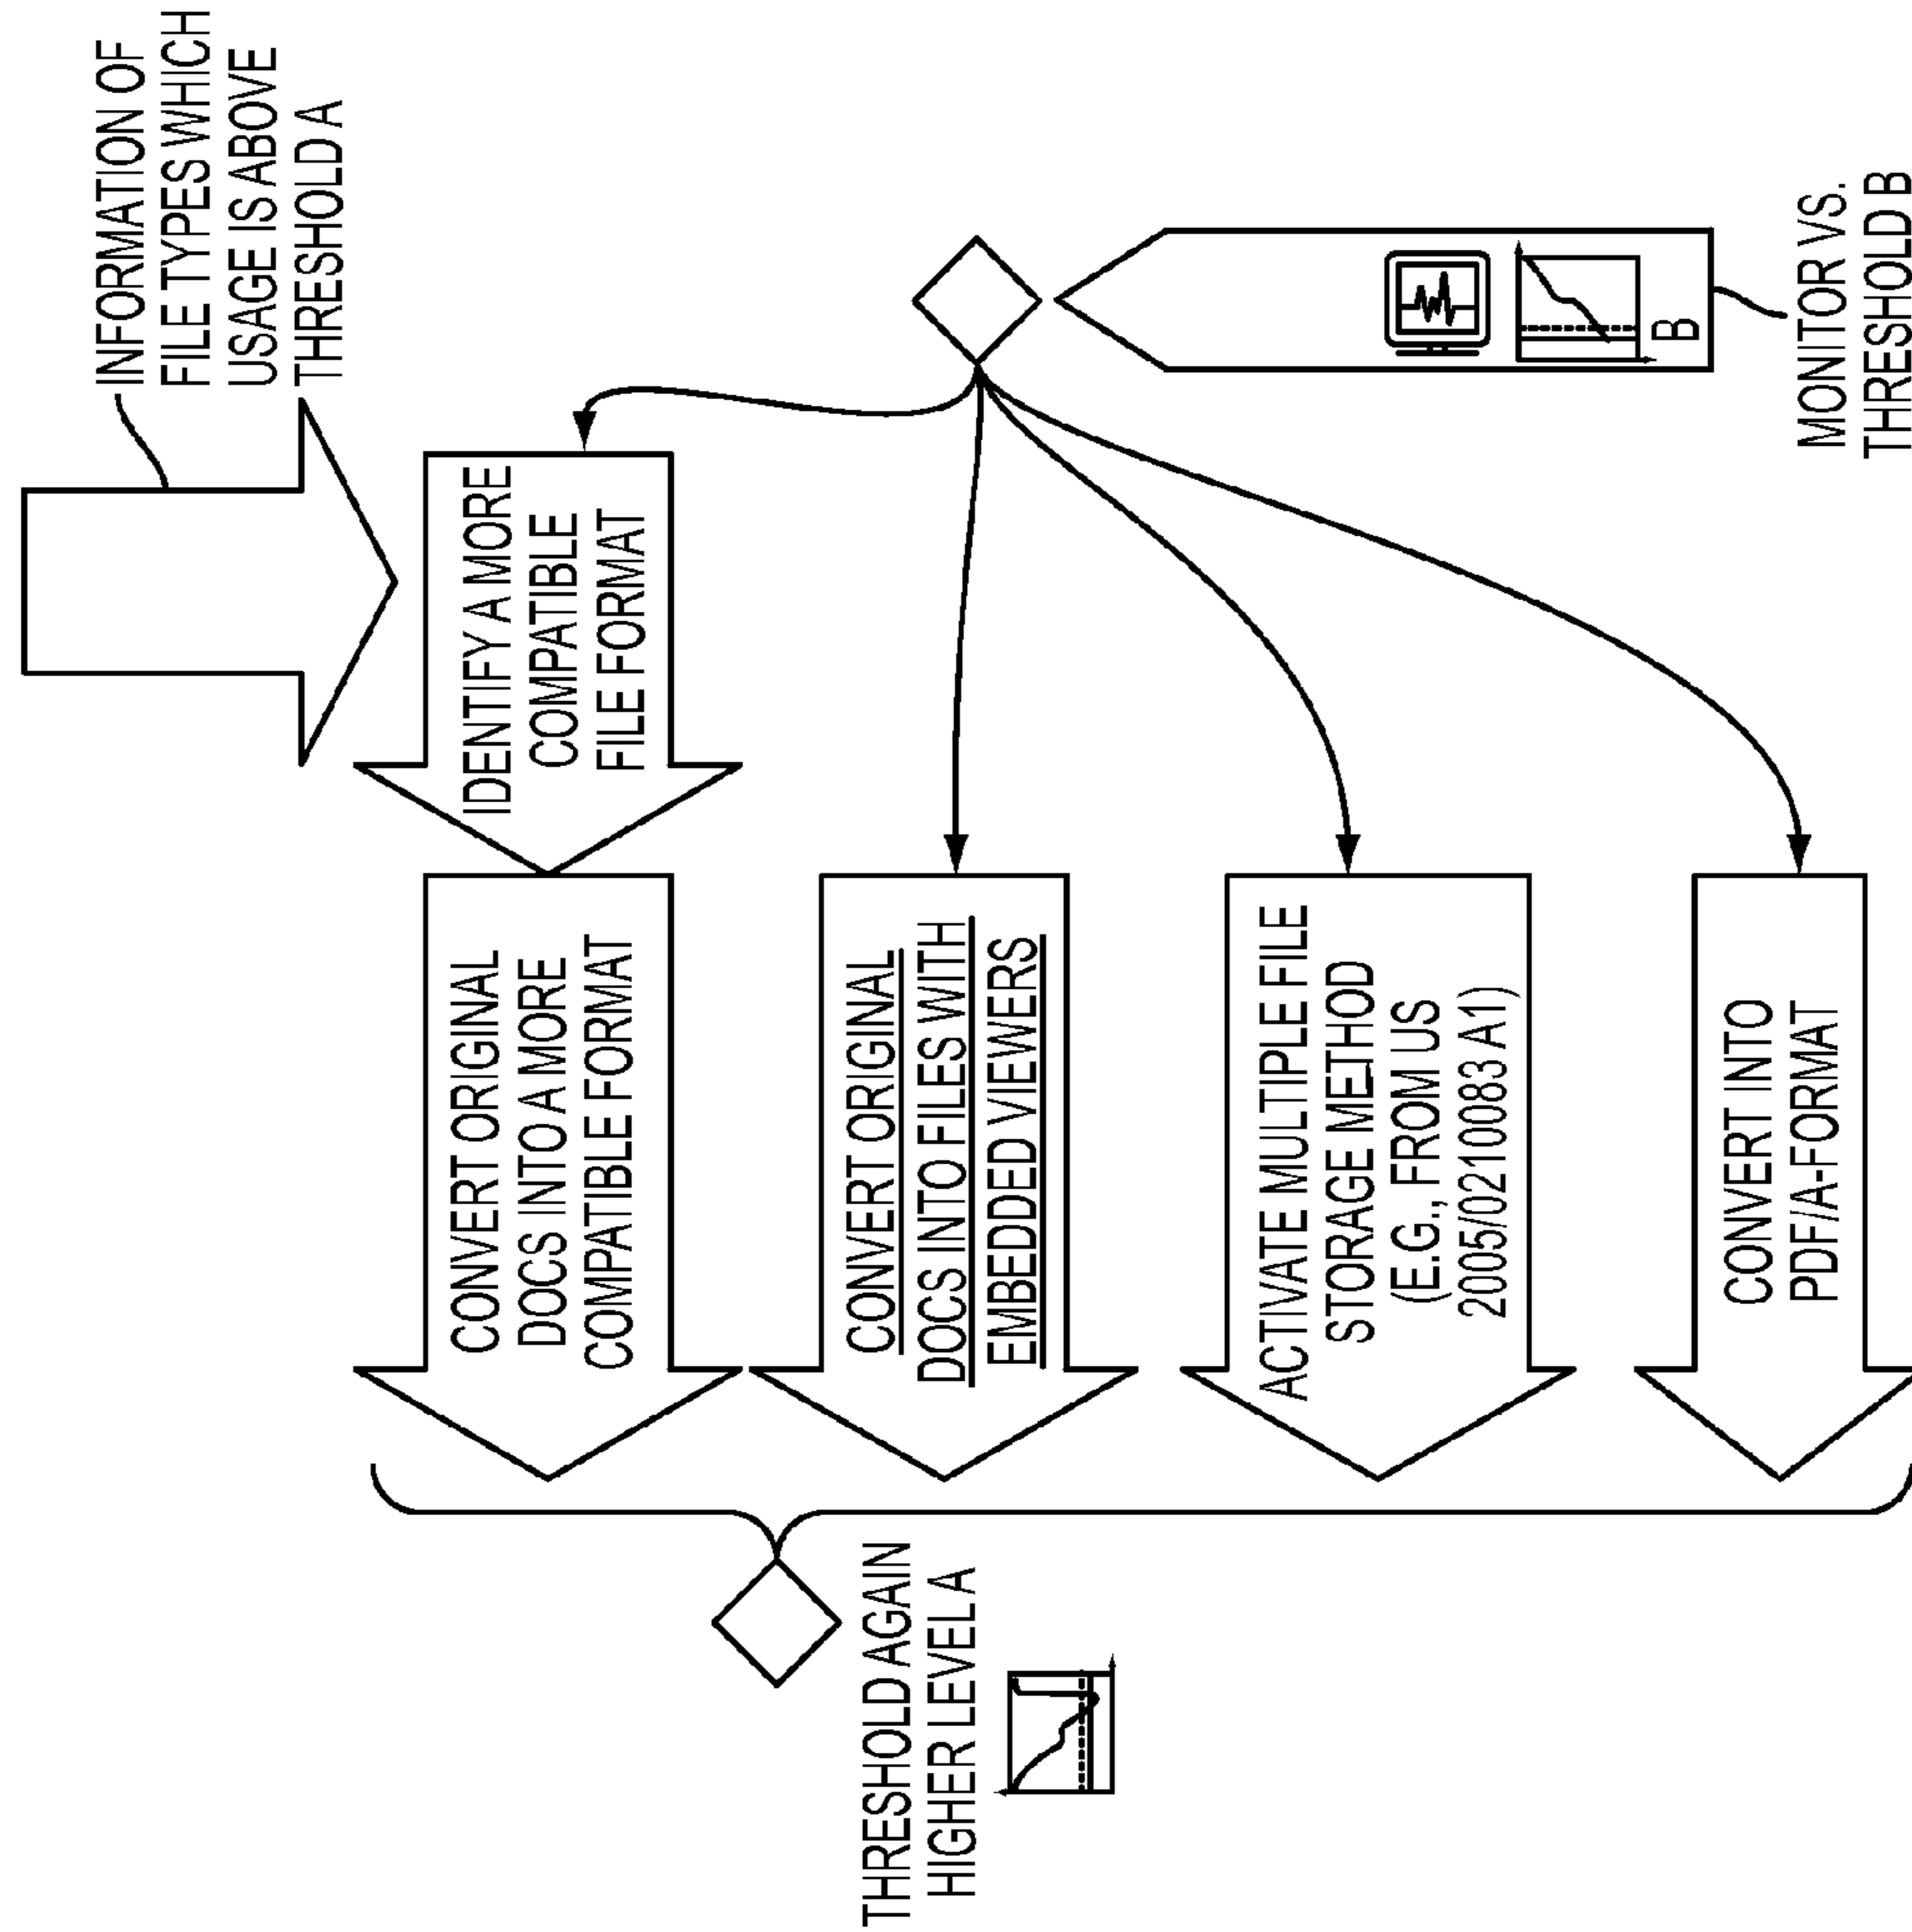 INFORMATION OF
FILE TYPES WHICH
USAGE IS ABOVE
THRESHOLD A
IDENTIFY A MORE
COMPATIBLE
FILE FORMAT
CONVERT ORIGINAL
DOCS INTO A MORE
COMPATIBLE FORMAT
CONVERT ORIGINAL
DOCS INTO FILES WITH
EMBEDDED VIEWERS
ACTIVATE MULTIPLE FILE
STORAGE METHOD
(E.G., FROM US
2005/0210083 A1)
CONVERT INTO
PDF/A-FORMAT
B
MONITOR VS.
THRESHOLD B
THRESHOLD AGAIN
HIGHER LEVEL A